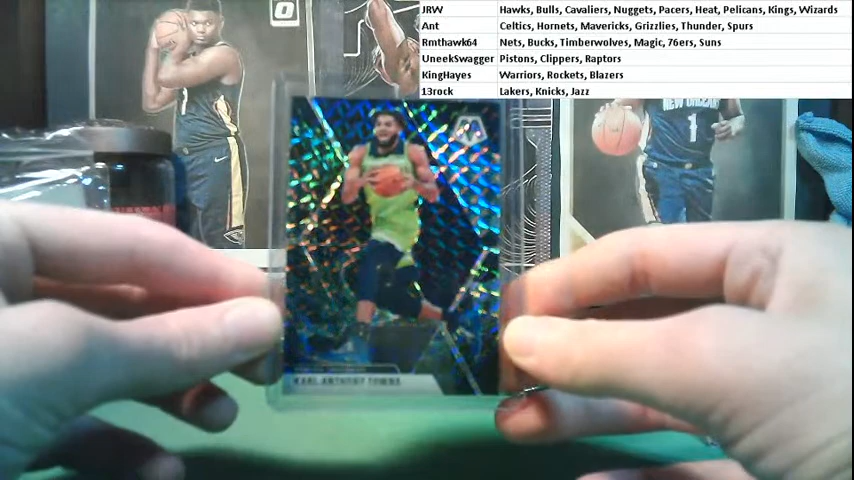 JRW Hawks, Bulls, Cavaliers, Nuggets, Pacers, Heat, Pelicans, Kings, Wizards
Ant Celtics, Hornets, Mavericks, Grizzlies, Thunder, Spurs
Rmthawk64 Nets, Bucks, Timberwolves, Magic, 76ers, Suns
UneekSwagger Pistons, Clippers, Raptors
KingHayes Warriors, Rockets, Blazers
13rock Lakers, Knicks, Jazz
NEW ORLEANS
1
KARL-ANTHONY TOWNS